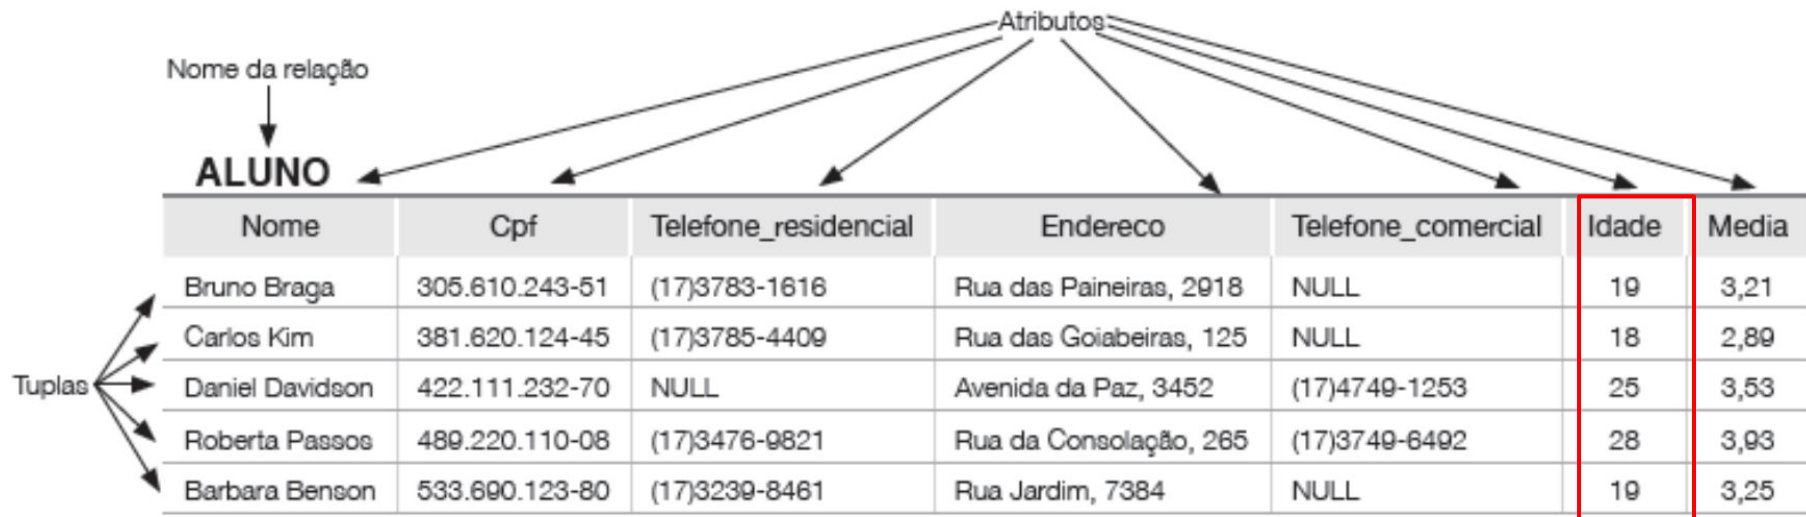 Atributos
Nome da relação
ALUNO
Nome Cpf Telefone_residencial Endereco Telefone_comercial Idade Media
Bruno Braga 305.610.243-51 (17)3783-1616 Rua das Paineiras, 2918 NULL 19 3,21
Carlos Kim 381.620.124-45 (17)3785-4409 Rua das Goiabeiras, 125 NULL 18 2,89
Tuplas Daniel Davidson 422.111.232-70 NULL Avenida da Paz, 3452 (17)4749-1253 25 3,53
Roberta Passos 489.220.110-08 (17)3476-9821 Rua da Consolação, 265 (17)3749-6492 28 3,93
Barbara Benson 533.690.123-80 (17)3239-8461 Rua Jardim, 7384 NULL 19 3,25